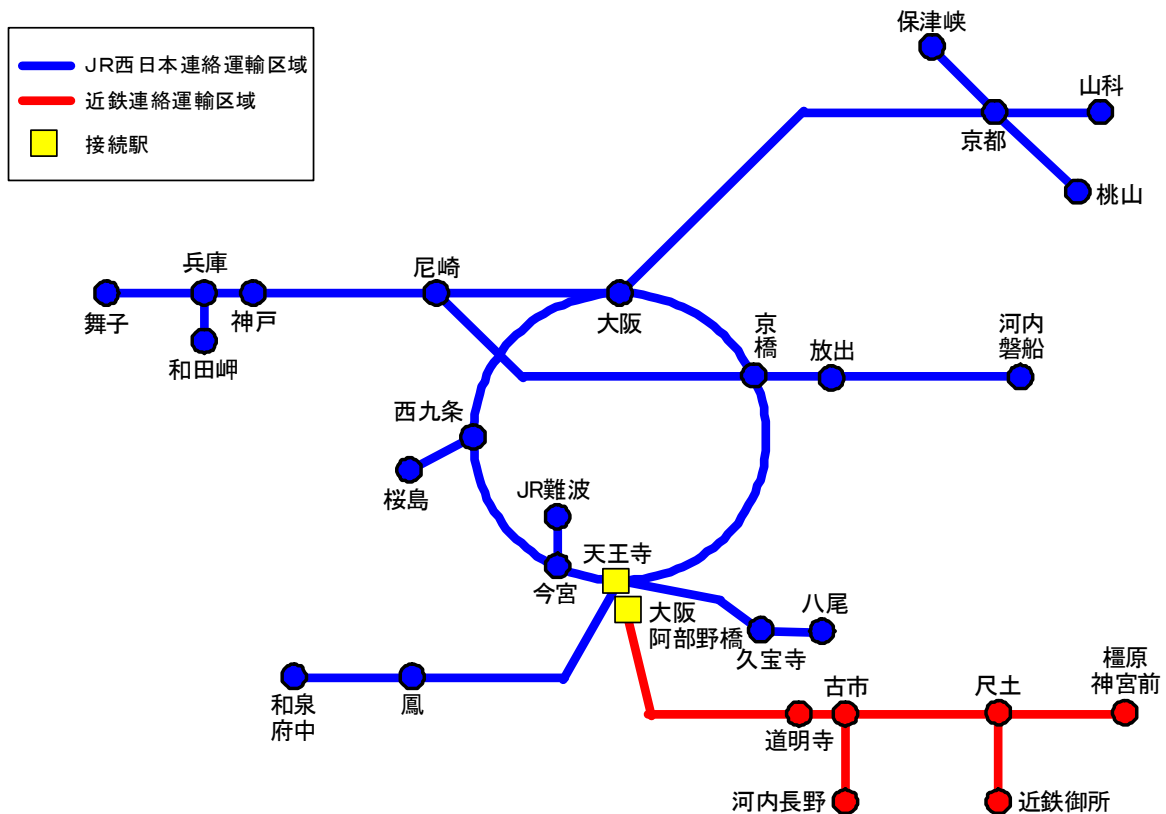 JR西日本連絡運輸区域
近鉄連絡運輸区域
接続駅
保津峡
山科
京都
桃山
兵庫
尼崎
舞子
神戸
大阪
和田岬
京
橋
放出
河内
磐船
西九条
桜島
JR難波
天王寺
今宮
大阪
阿部野橋
八尾
久宝寺
和泉
府中
鳳
古市
尺土
橿原
神宮前
道明寺
河内長野
近鉄御所